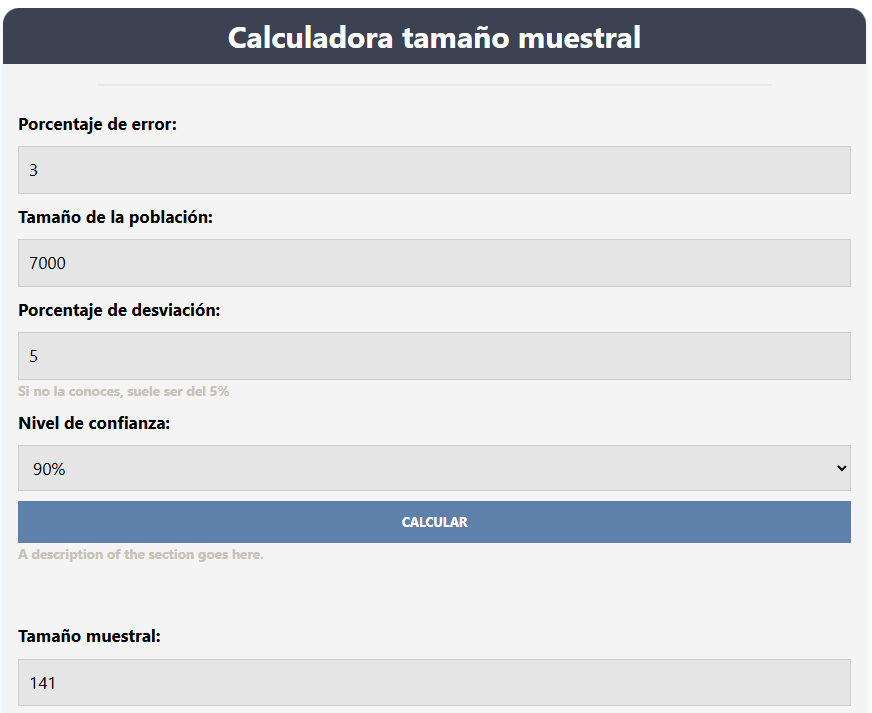 Calculadora tamaño muestral
Porcentaje de error:
3
Tamaño de la población:
7000
Porcentaje de desviación:
5
Si no la conoces, suele ser del 5%
Nivel de confianza:
90%
CALCULAR
A description of the section goes here.
Tamaño muestral:
141